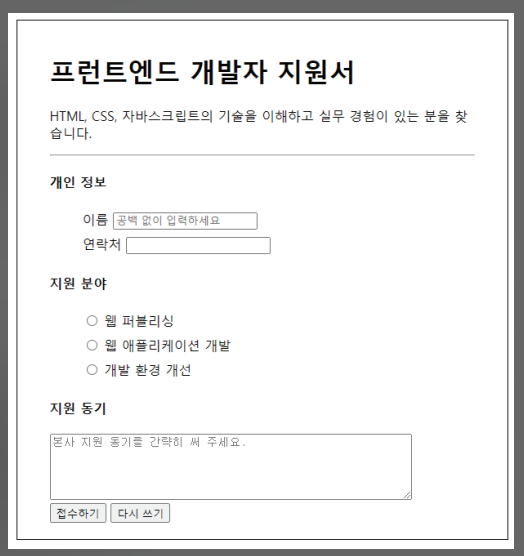 프런트엔드 개발자 지원서
HTML, CSS, 자바스크립트의 기술을 이해하고 실무 경험이 있는 분을 찾
습니다.
개인 정보
이름 공백 없이 입력하세요
연락처
지원 분야
웹 퍼블리싱
웹 애플리케이션 개발
개발 환경 개선
지원 동기
본사 지원 동기를 간략히 써 주세요.
접수하기 다시 쓰기